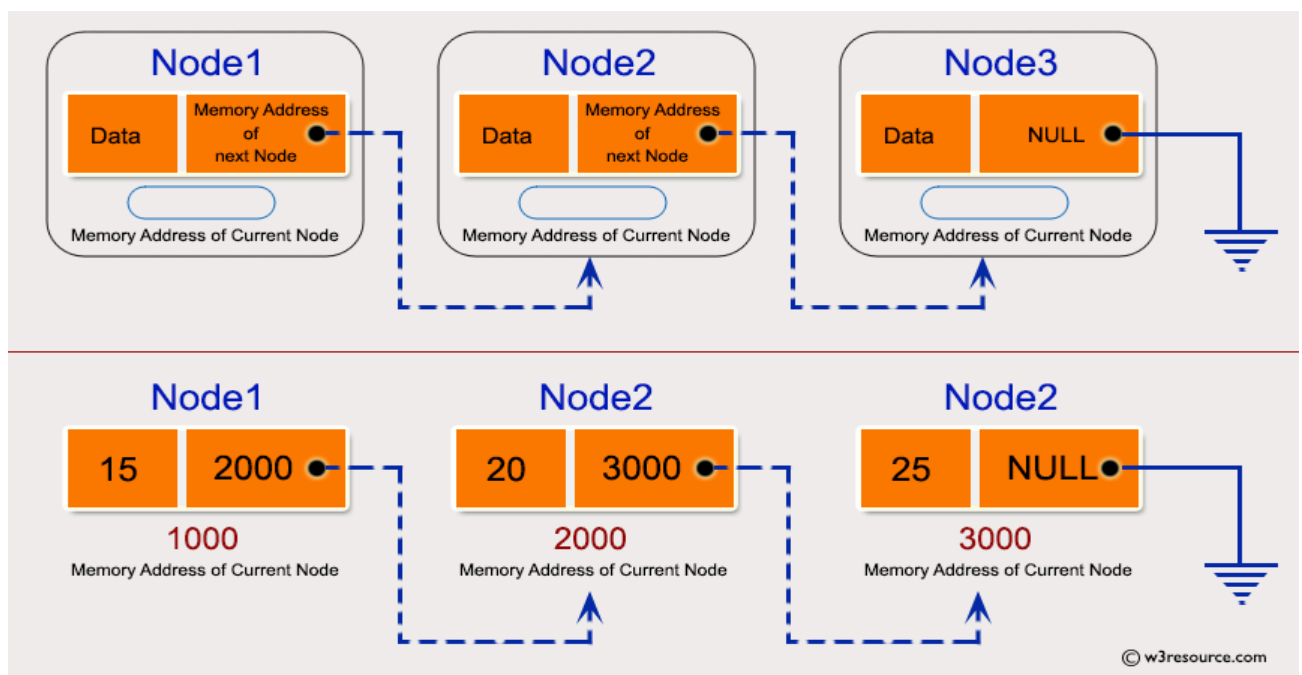 Node1 Node2 Node3
Data Memory Address of next Node Data Memory Address of next Node Data NULL
Memory Address of Current Node Memory Address of Current Node Memory Address of Current Node
Node1 Node2 Node2
15 2000 20 3000 25 NULL
1000 2000 3000
Memory Address of Current Node Memory Address of Current Node Memory Address of Current Node
© w3resource.com